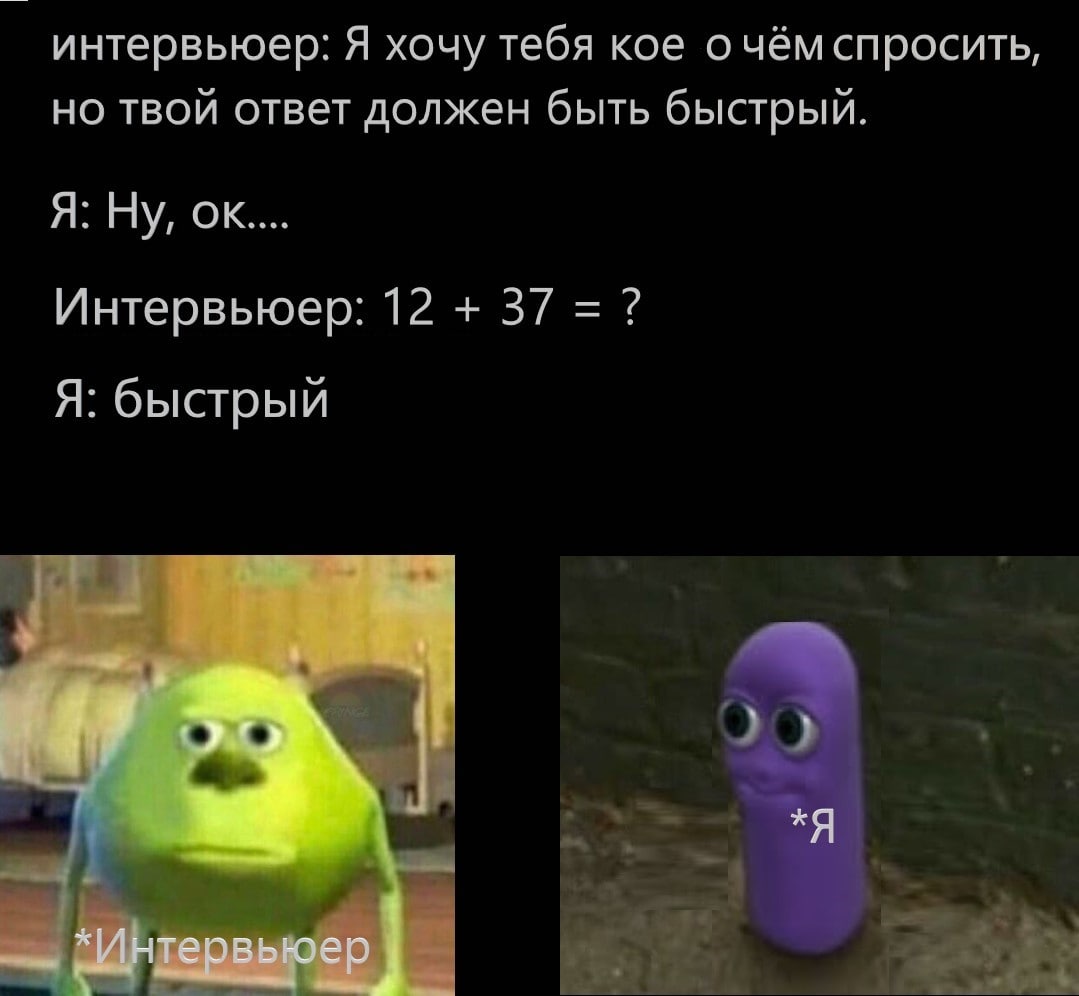 интервьюер: Я хочу тебя кое о чём спросить,
но твой ответ должен быть быстрый.
Я: Ну, ок....
Интервьюер: 12 + 37 = ?
Я: быстрый
*Я
*Интервьюер